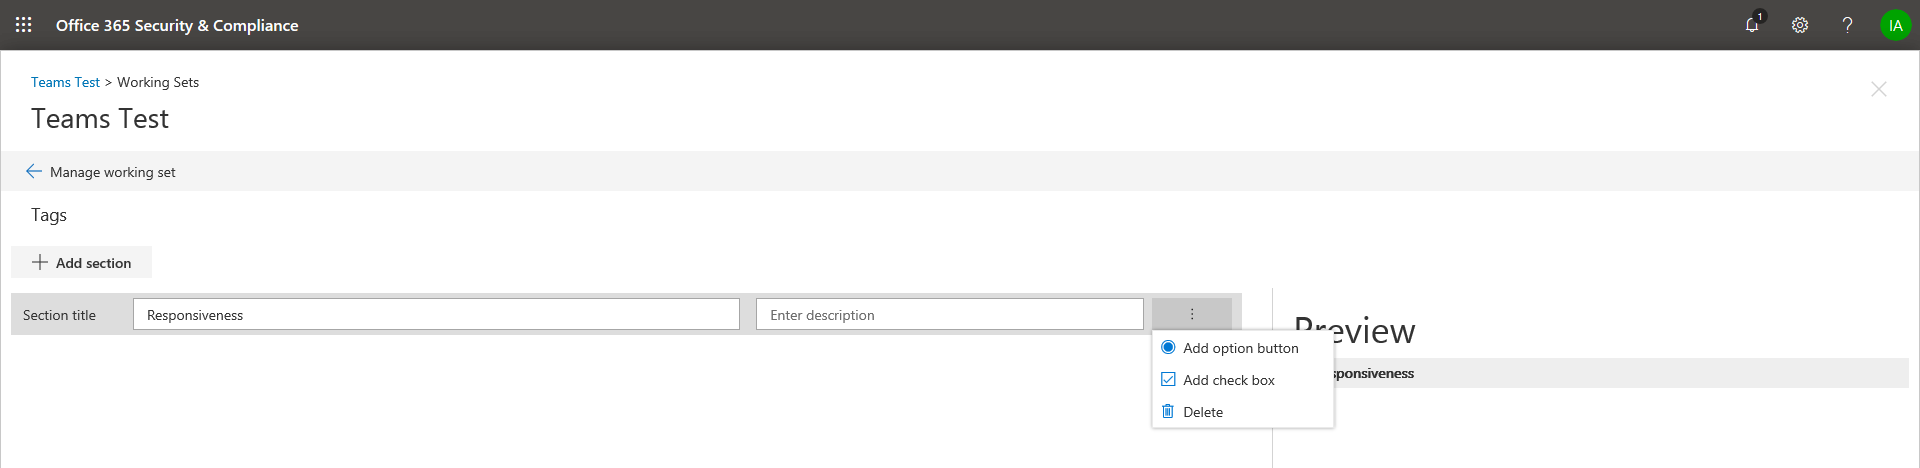 Office 365 Security & Compliance
1
?
IA
Teams Test > Working Sets
Teams Test
Manage working set
Tags
Add section
Section title
Responsiveness
Enter description
Preview
Add option button
sponsiveness
Add check box
Delete